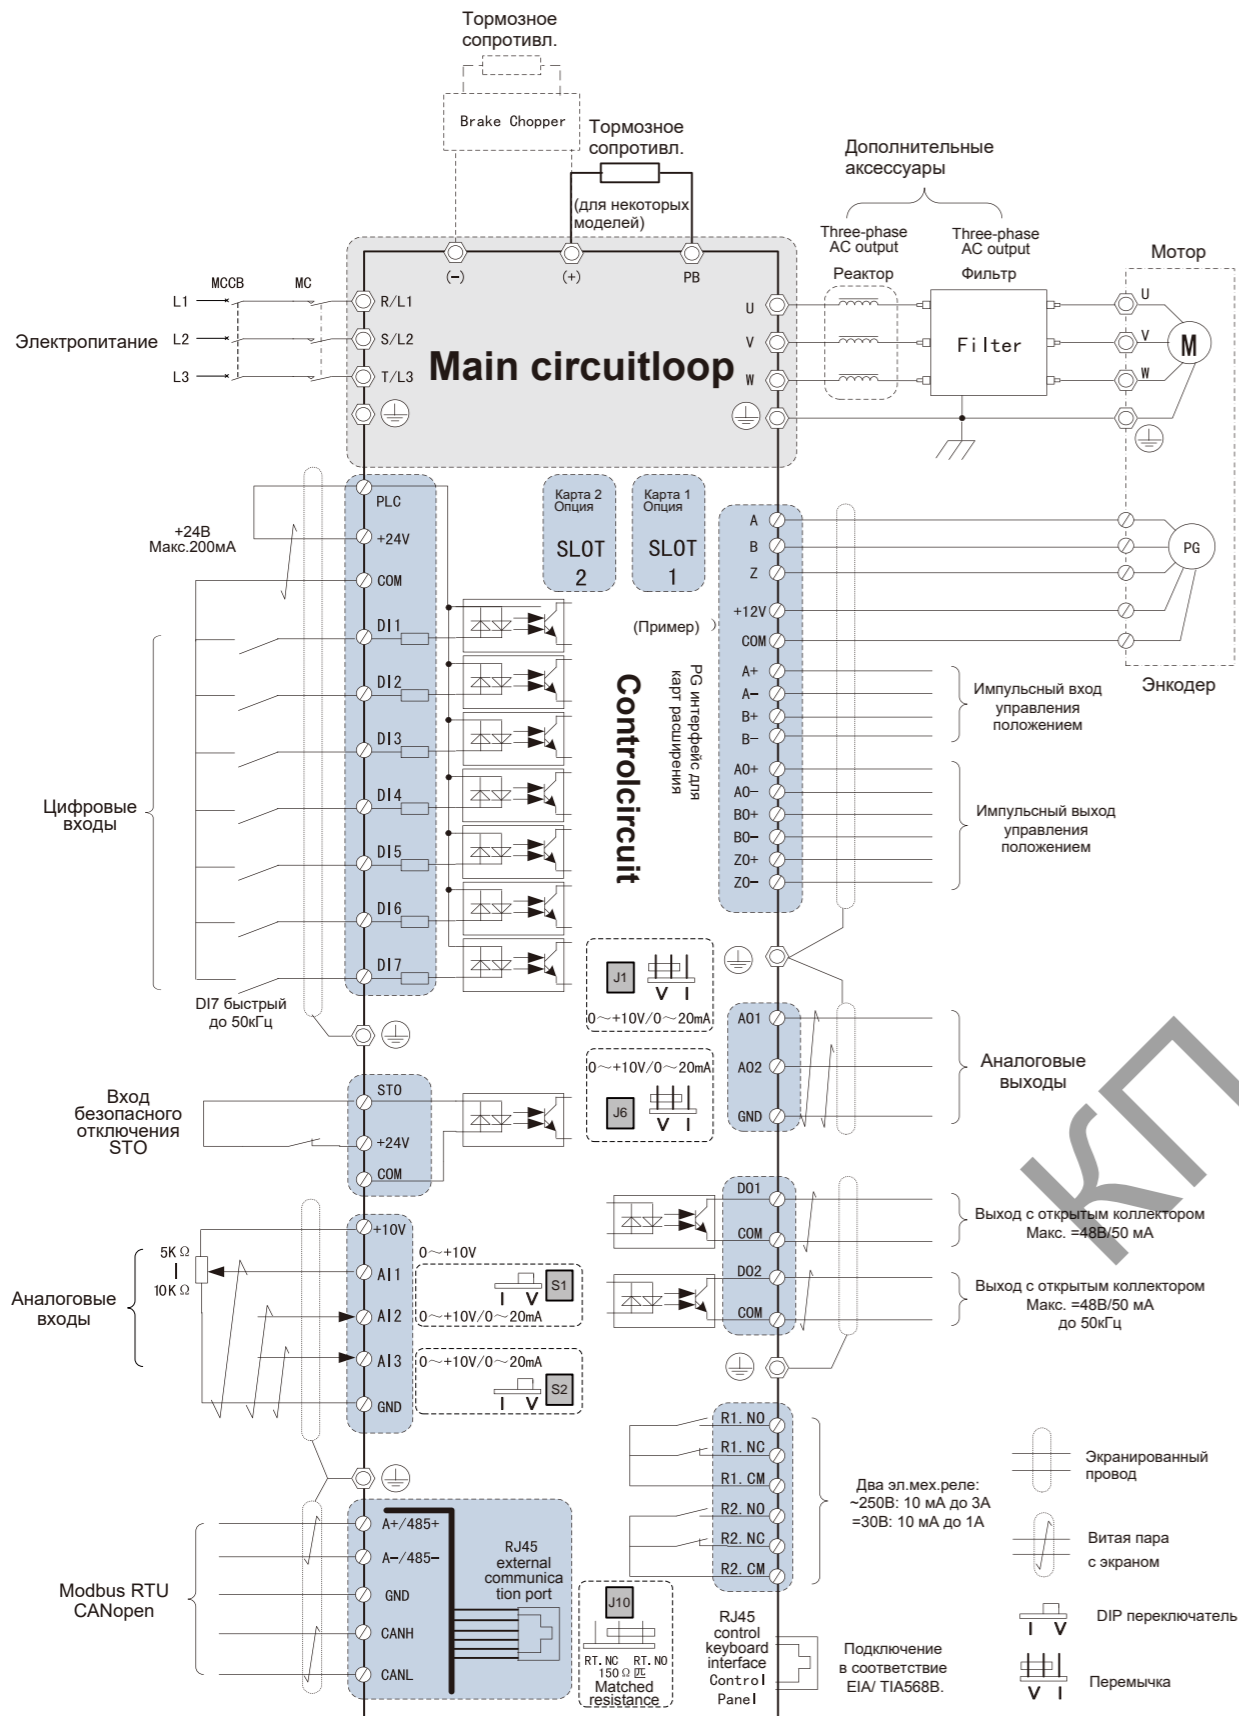 Тормозное
сопротивл.
Brake Chopper
Тормозное
сопротивл.
(для некоторых
моделей)
Дополнительные
аксессуары
Three-phase
AC output
Реактор
Three-phase
AC output
Фильтр
Мотор
(-)
(+)
PB
MCCB
MC
L1
L2
L3
Электропитание
R/L1
S/L2
T/L3
Main circuitloop
U
V
W
Filter
U
V
W
M
PLC
+24V
COM
+24В
Макс.200мА
Карта 2
Опция
SLOT
2
Карта 1
Опция
SLOT
1
A
B
Z
+12V
COM
PG
Энкодер
(Пример)
)
PG интерфейс для
карт расширения
Controlcircuit
DI1
DI2
DI3
DI4
DI5
DI6
DI7
Цифровые
входы
DI7 быстрый
до 50кГц
A+
A-
B+
B-
Импульсный вход
управления
положением
AO+
AO-
BO+
BO-
ZO+
ZO-
Импульсный выход
управления
положением
J1
V I
0~+10V/0~20mA
0~+10V/0~20mA
J6
V I
AO1
AO2
GND
Аналоговые
выходы
КП
Вход
безопасного
отключения
STO
STO
+24V
COM
DO1
COM
Выход с открытым коллектором
Макс. =48В/50 мА
DO2
COM
Выход с открытым коллектором
Макс. =48В/50 мА
до 50кГц
+10V
AI1
AI2
AI3
GND
5KΩ
10KΩ
Аналоговые
входы
0~+10V
S1
I V
0~+10V/0~20mA
0~+10V/0~20mA
S2
I V
R1.NO
R1.NC
R1.CM
R2.NO
R2.NC
R2.CM
Два эл.мех.реле:
~250В: 10 мА до 3А
=30В: 10 мА до 1А
Экранированный
провод
Витая пара
с экраном
I V
DIP переключатель
V I
Перемычка
A+/485+
A-/485-
GND
CANH
CANL
Modbus RTU
CANopen
RJ45
external
communica
tion port
J10
RT.NC RT.NO
150Ω
Matched
resistance
RJ45
control
keyboard
interface
Control
Panel
Подключение
в соответствие
EIA/ TIA568B.